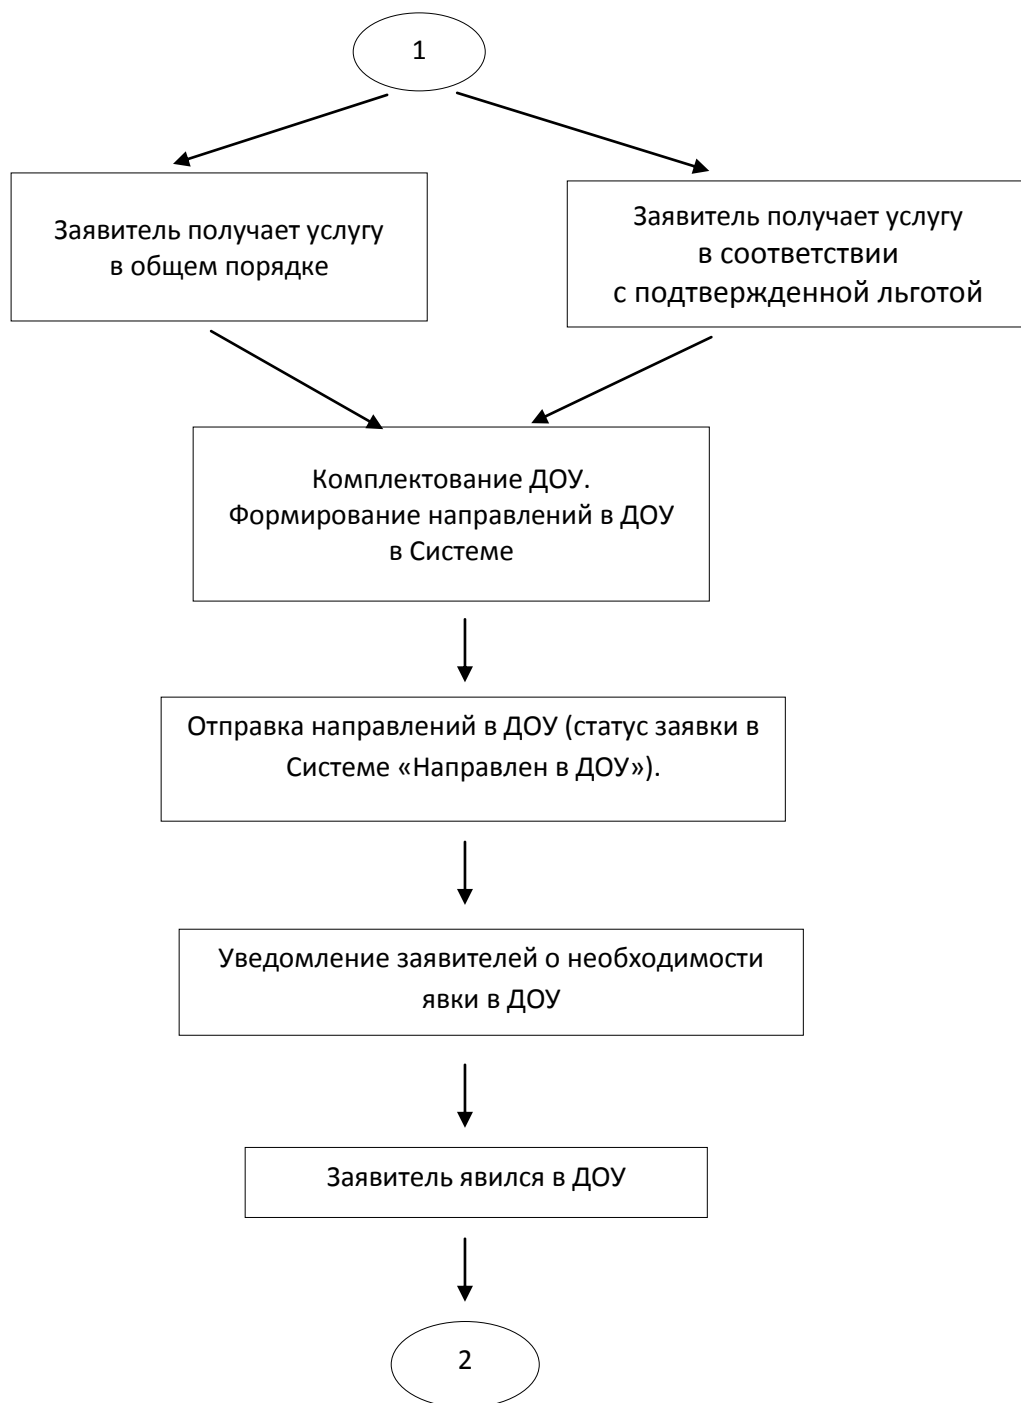 1
Заявитель получает услугу
в общем порядке
Заявитель получает услугу
в соответствии
с подтвержденной льготой
Комплектование ДОУ.
Формирование направлений в ДОУ
в Системе
Отправка направлений в ДОУ (статус заявки в
Системе «Направлен в ДОУ»).
Уведомление заявителей о необходимости
явки в ДОУ
Заявитель явился в ДОУ
2